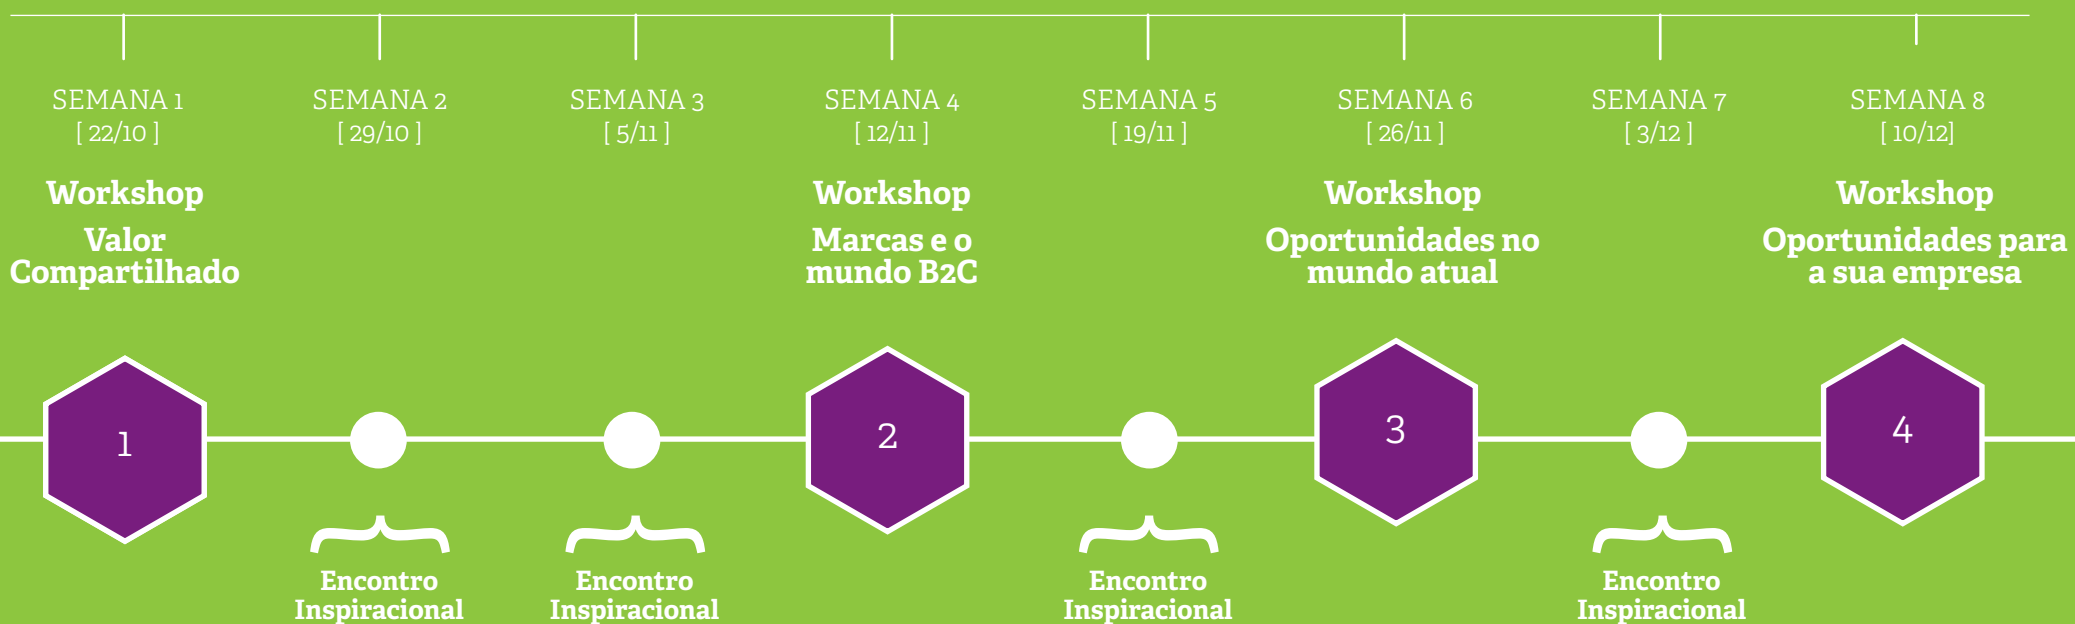 SEMANA 1
[ 22/10 ]
SEMANA 2
[ 29/10 ]
SEMANA 3
[ 5/11 ]
SEMANA 4
[ 12/11 ]
SEMANA 5
[ 19/11 ]
SEMANA 6
[ 26/11 ]
SEMANA 7
[ 3/12 ]
SEMANA 8
[ 10/12]
Workshop
Valor
Compartilhado
Workshop
Marcas e o
mundo B2C
Workshop
Oportunidades no
mundo atual
Workshop
Oportunidades para
a sua empresa
1
2
3
4
Encontro
Inspiracional
Encontro
Inspiracional
Encontro
Inspiracional
Encontro
Inspiracional